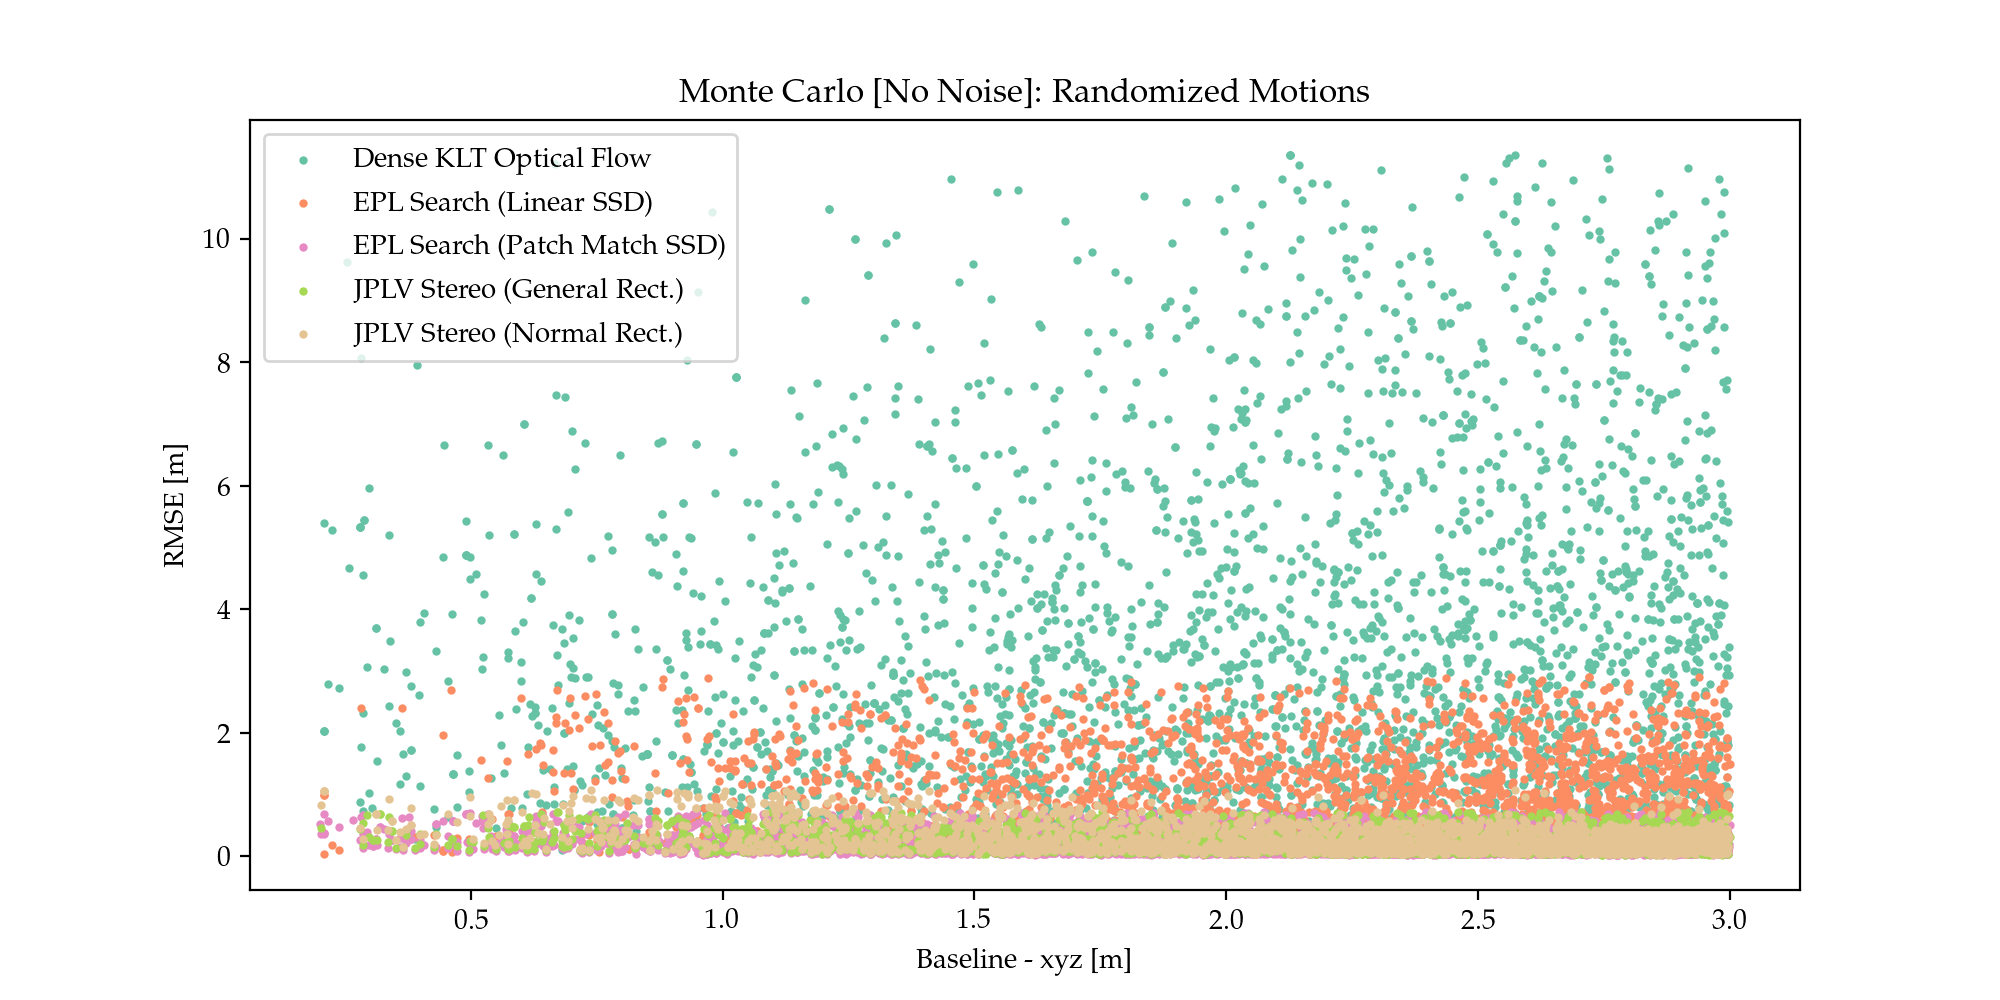 Monte Carlo [No Noise]: Randomized Motions
Dense KLT Optical Flow
EPL Search (Linear SSD)
EPL Search (Patch Match SSD)
JPLV Stereo (General Rect.)
JPLV Stereo (Normal Rect.)
RMSE [m]
10
8
6
4
2
0
0.5 1.0 1.5 2.0 2.5 3.0
Baseline - xyz [m]